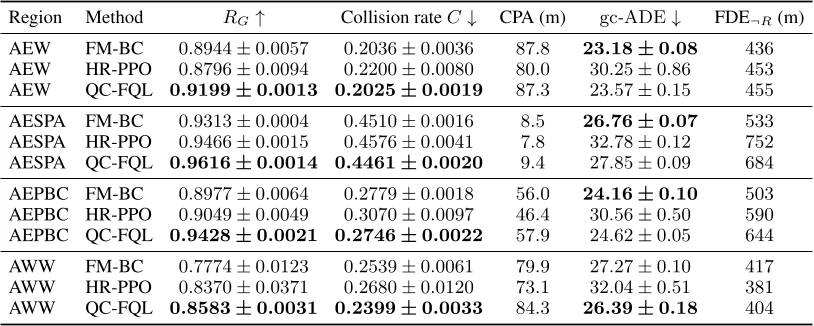 Region Method R_G ↑ Collision rate C ↓ CPA (m) gc-ADE ↓ FDE_¬R (m)
AEW FM-BC 0.8944 ± 0.0057 0.2036 ± 0.0036 87.8 23.18 ± 0.08 436
AEW HR-PPO 0.8796 ± 0.0094 0.2200 ± 0.0080 80.0 30.25 ± 0.86 453
AEW QC-FQL 0.9199 ± 0.0013 0.2025 ± 0.0019 87.3 23.57 ± 0.15 455
AESPA FM-BC 0.9313 ± 0.0004 0.4510 ± 0.0016 8.5 26.76 ± 0.07 533
AESPA HR-PPO 0.9466 ± 0.0015 0.4576 ± 0.0041 7.8 32.78 ± 0.12 752
AESPA QC-FQL 0.9616 ± 0.0014 0.4461 ± 0.0020 9.4 27.85 ± 0.09 684
AEPBC FM-BC 0.8977 ± 0.0064 0.2779 ± 0.0018 56.0 24.16 ± 0.10 503
AEPBC HR-PPO 0.9049 ± 0.0049 0.3070 ± 0.0097 46.4 30.56 ± 0.50 590
AEPBC QC-FQL 0.9428 ± 0.0021 0.2746 ± 0.0022 57.9 24.62 ± 0.05 644
AWW FM-BC 0.7774 ± 0.0123 0.2539 ± 0.0061 79.9 27.27 ± 0.10 417
AWW HR-PPO 0.8370 ± 0.0371 0.2680 ± 0.0120 73.1 32.04 ± 0.51 381
AWW QC-FQL 0.8583 ± 0.0031 0.2399 ± 0.0033 84.3 26.39 ± 0.18 404